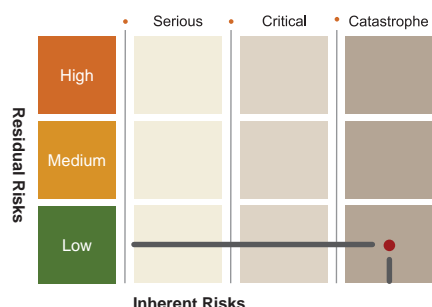 Serious Critical Catastrophe
High
Medium
Low
Residual Risks
Inherent Risks